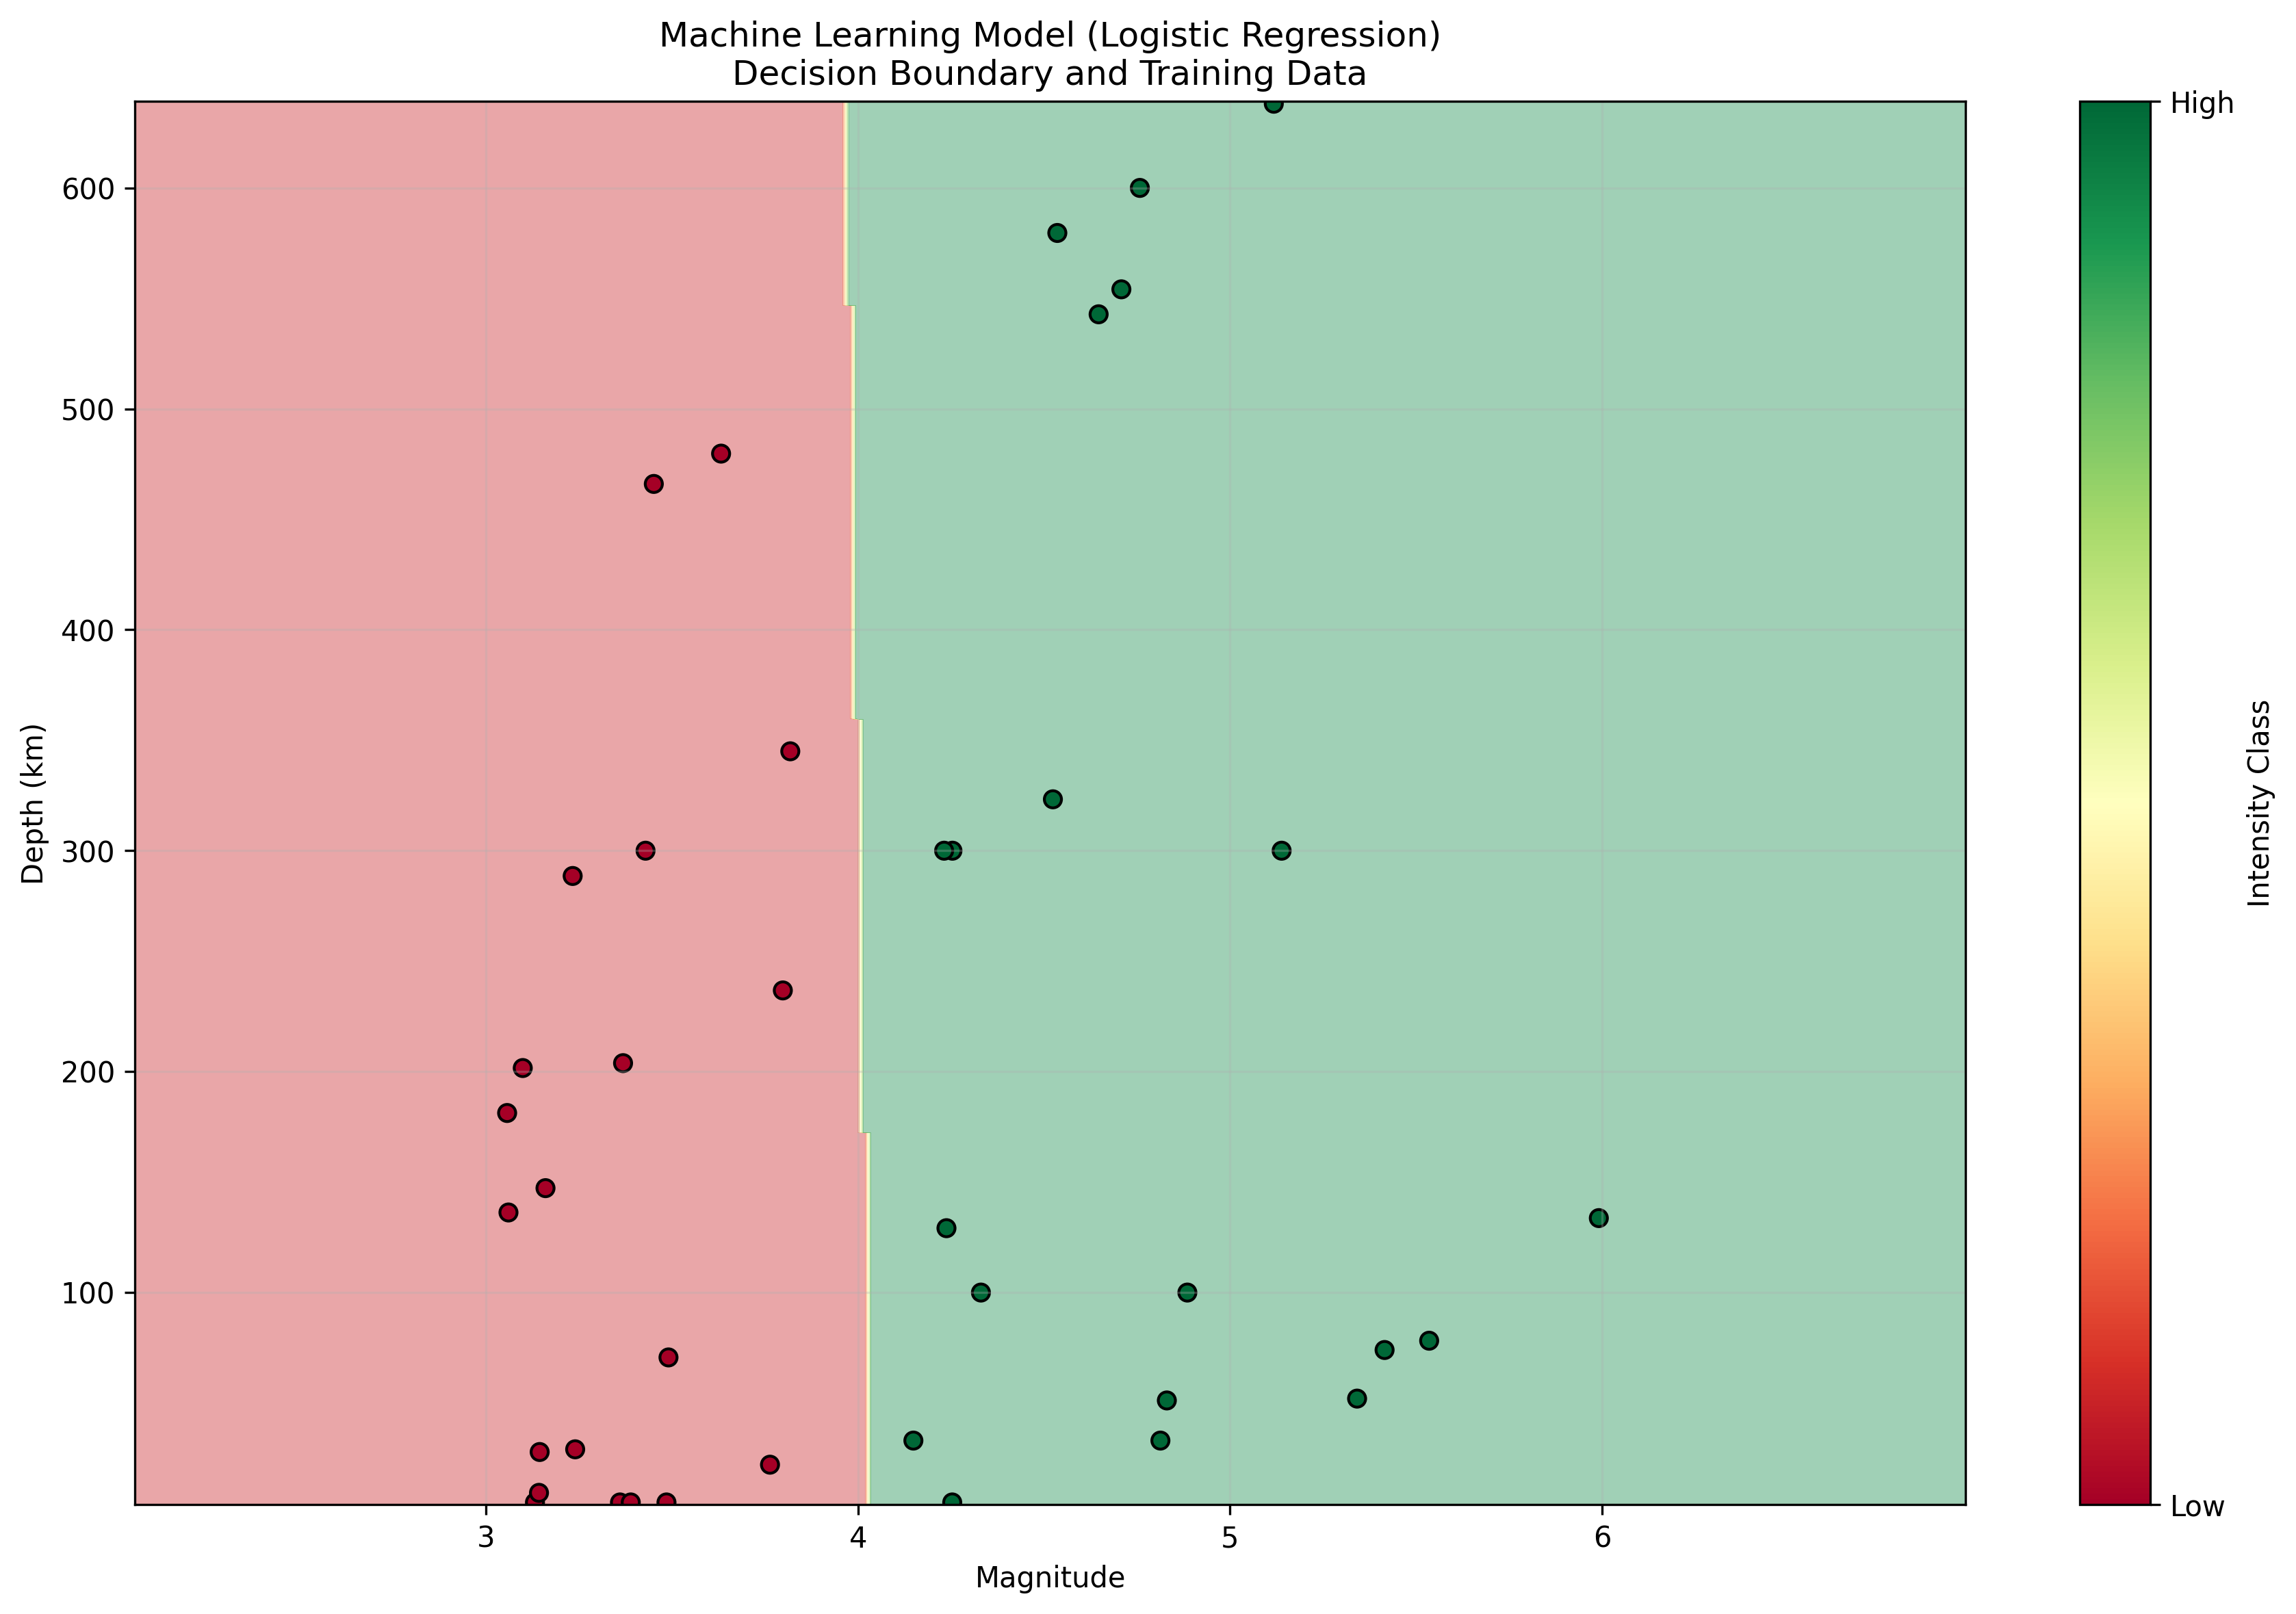 Machine Learning Model (Logistic Regression)
Decision Boundary and Training Data
High
600
500
400
300
200
100
Depth (km)
Intensity Class
Low
3
4
5
6
Magnitude